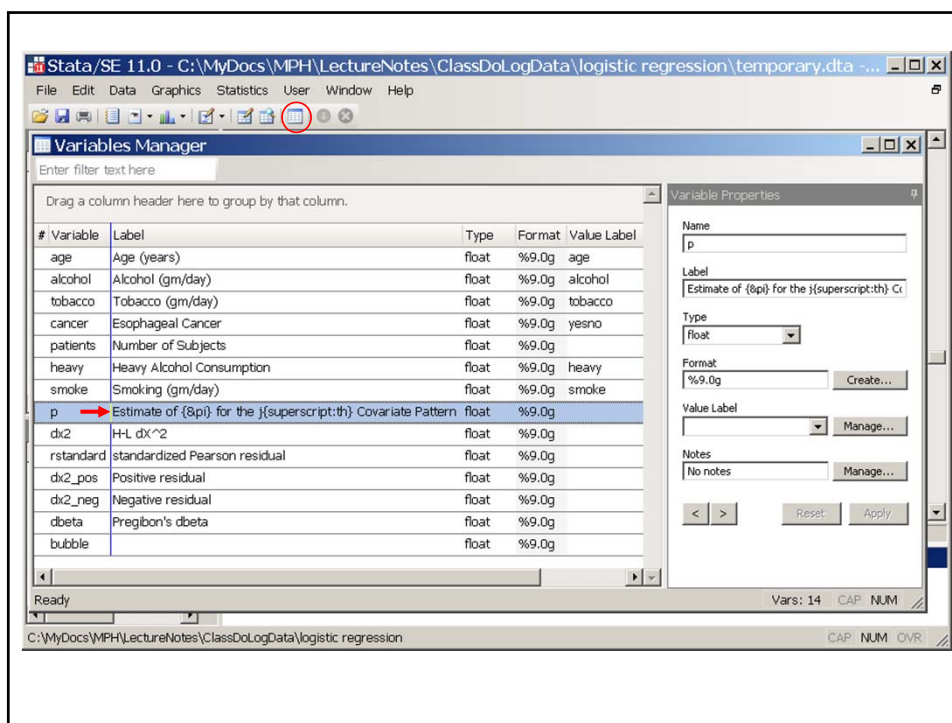 Stata/SE 11.0 - C:\MyDocs\MPH\LectureNotes\ClassDoLogData\logistic regression\temporary.dta -...
File Edit Data Graphics Statistics User Window Help
Variables Manager
Enter filter text here
Drag a column header here to group by that column.
# Variable Label Type Format Value Label
age Age (years) float %9.0g age
alcohol Alcohol (gm/day) float %9.0g alcohol
tobacco Tobacco (gm/day) float %9.0g tobacco
cancer Esophageal Cancer float %9.0g yesno
patients Number of Subjects float %9.0g
heavy Heavy Alcohol Consumption float %9.0g heavy
smoke Smoking (gm/day) float %9.0g smoke
p Estimate of {&pi} for the j{superscript:th} Covariate Pattern float %9.0g
dx2 H-L dX^2 float %9.0g
rstandard standardized Pearson residual float %9.0g
dx2_pos Positive residual float %9.0g
dx2_neg Negative residual float %9.0g
dbeta Pregibon's dbeta float %9.0g
bubble float %9.0g
Variable Properties
Name
p
Label
Estimate of {&pi} for the j{superscript:th} Co
Type
float
Format
%9.0g Create...
Value Label
Manage...
Notes
No notes Manage...
< > Reset Apply
Ready Vars: 14 CAP NUM
C:\MyDocs\MPH\LectureNotes\ClassDoLogData\logistic regression CAP NUM OVR